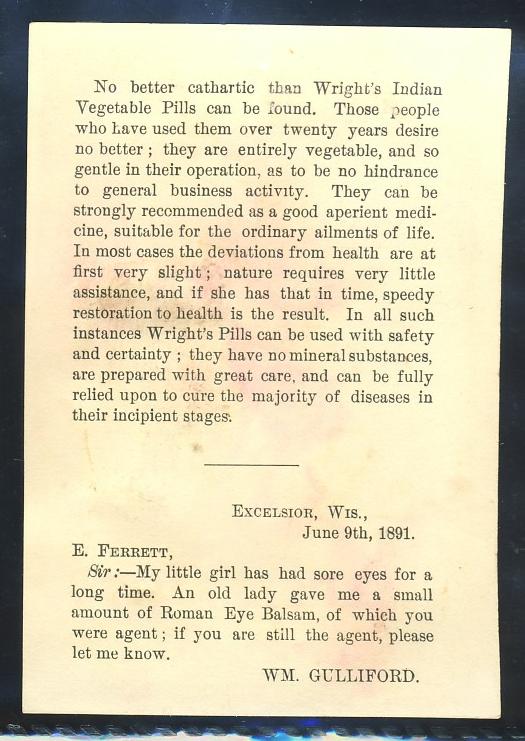 No better cathartic than Wright's Indian
Vegetable Pills can be found. Those people
who have used them over twenty years desire
no better ; they are entirely vegetable, and so
gentle in their operation, as to be no hindrance
to general business activity. They can be
strongly recommended as a good aperient medi-
cine, suitable for the ordinary ailments of life.
In most cases the deviations from health are at
first very slight ; nature requires very little
assistance, and if she has that in time, speedy
restoration to health is the result. In all such
instances Wright's Pills can be used with safety
and certainty ; they have no mineral substances,
are prepared with great care, and can be fully
relied upon to cure the majority of diseases in
their incipient stages.
EXCELSIOR, WIS.,
June 9th, 1891.
E. FERRETT,
Sir:—My little girl has had sore eyes for a
long time. An old lady gave me a small
amount of Roman Eye Balsam, of which you
were agent ; if you are still the agent, please
let me know.
WM. GULLIFORD.